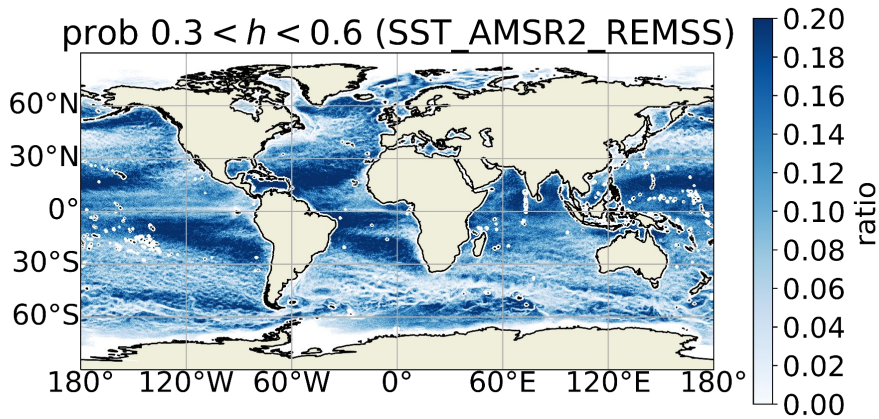 prob 0.3 < h < 0.6 (SST_AMSR2_REMSS)
60°N
30°N
0°
30°S
60°S
180° 120°W 60°W 0° 60°E 120°E 180°
0.20
0.18
0.16
0.14
0.12
0.10
0.08
0.06
0.04
0.02
0.00
ratio